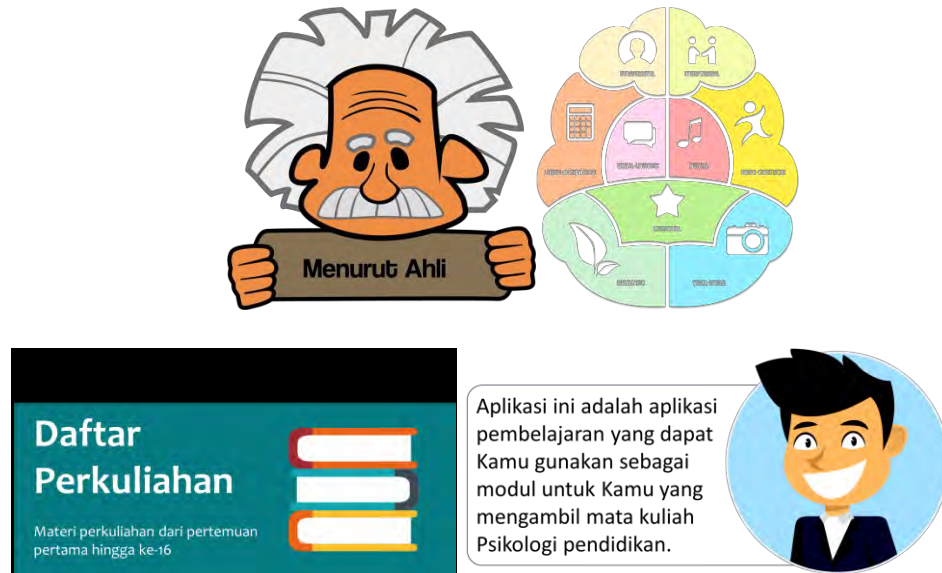 Menurut Ahli
Daftar
Perkuliahan
Materi perkuliahan dari pertemuan
pertama hingga ke-16
Aplikasi ini adalah aplikasi
pembelajaran yang dapat
Kamu gunakan sebagai
modul untuk Kamu yang
mengambil mata kuliah
Psikologi pendidikan.